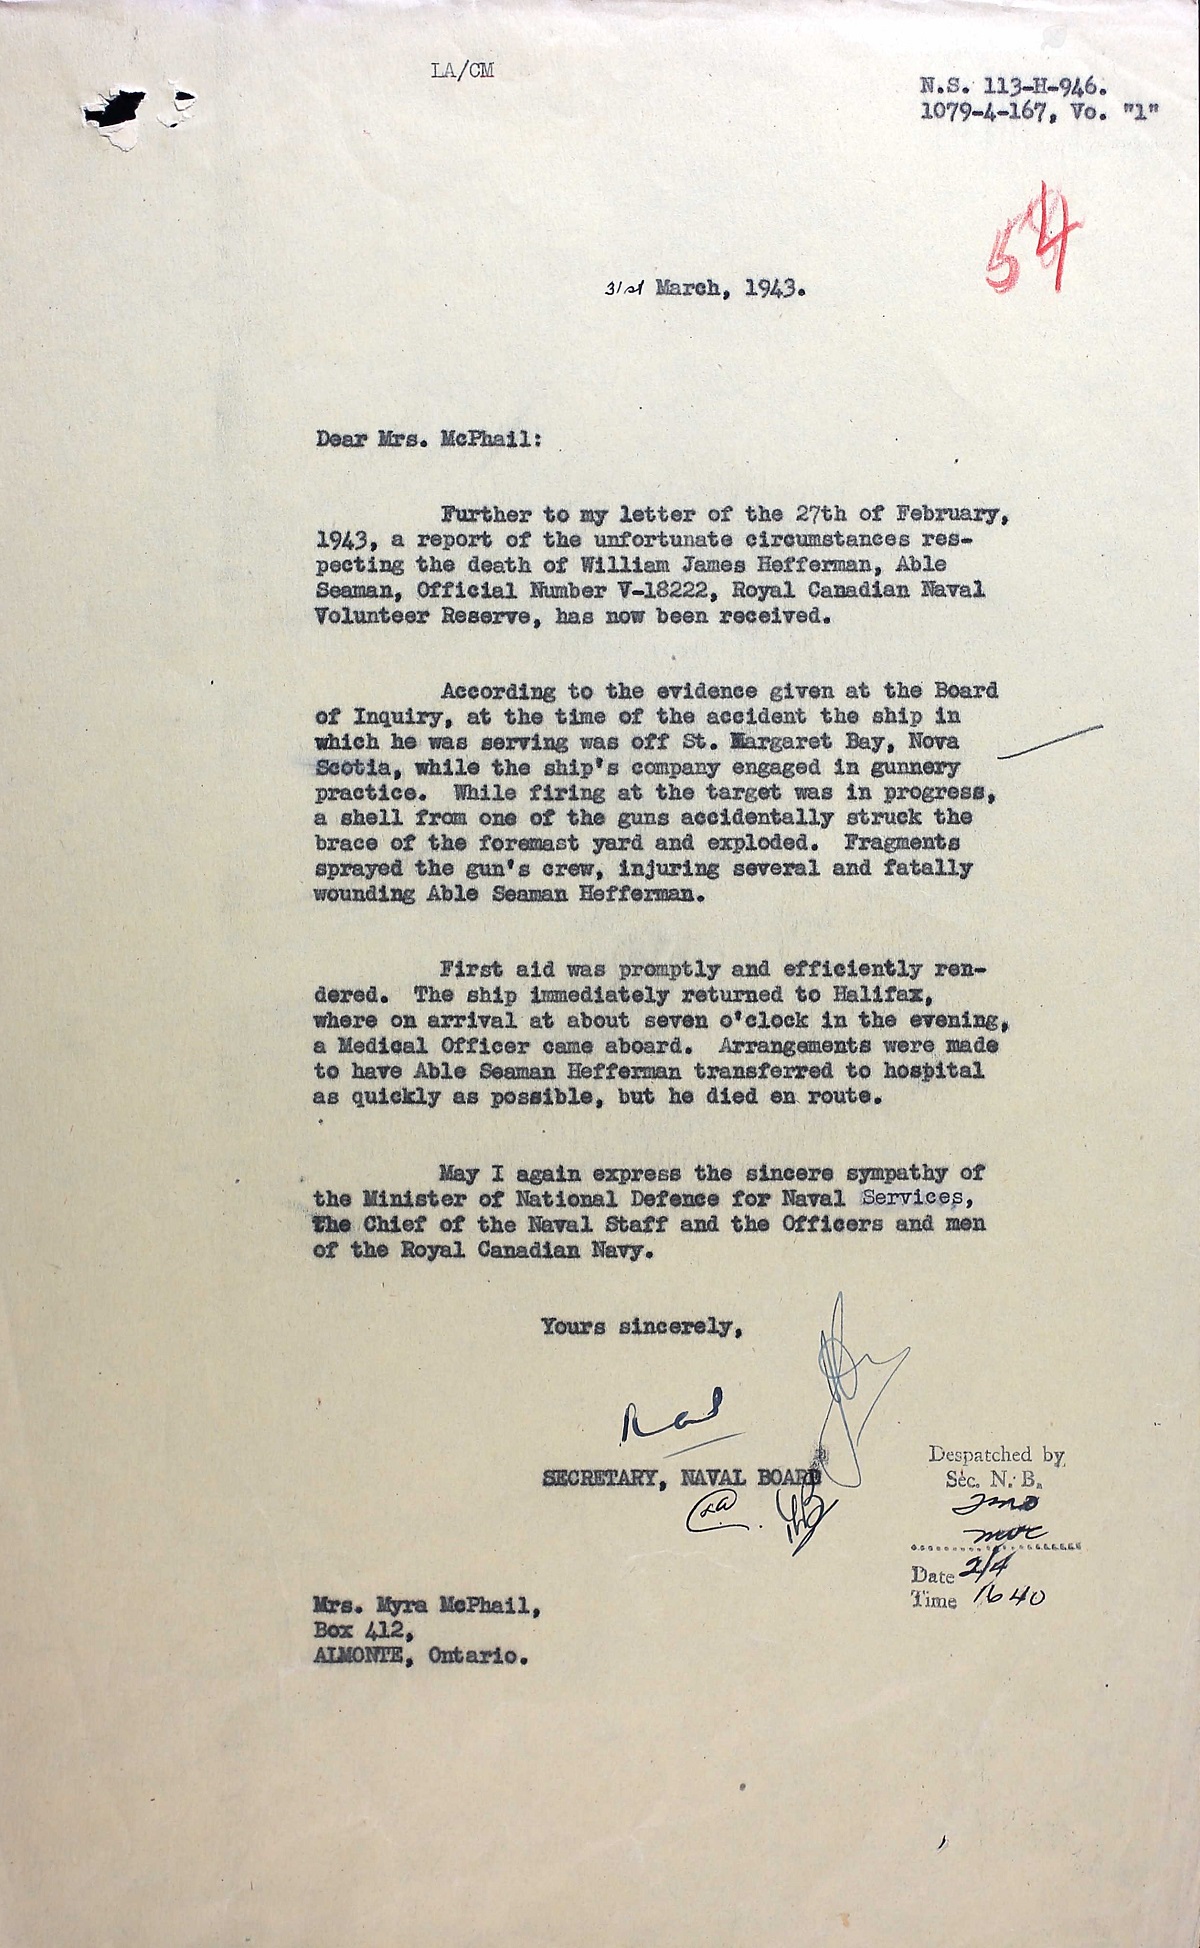 LA/CM
N.S. 113-H-946.
1079-4-167, Vo. "1"
54
31st March, 1943.
Dear Mrs. McPhail:
Further to my letter of the 27th of February,
1943, a report of the unfortunate circumstances res-
pecting the death of William James Hefferman, Able
Seaman, Official Number V-18222, Royal Canadian Naval
Volunteer Reserve, has now been received.
According to the evidence given at the Board
of Inquiry, at the time of the accident the ship in
which he was serving was off St. Margaret Bay, Nova
Scotia, while the ship's company engaged in gunnery
practice. While firing at the target was in progress,
a shell from one of the guns accidentally struck the
brace of the foremast yard and exploded. Fragments
sprayed the gun's crew, injuring several and fatally
wounding Able Seaman Hefferman.
First aid was promptly and efficiently ren-
dered. The ship immediately returned to Halifax,
where on arrival at about seven o'clock in the evening,
a Medical Officer came aboard. Arrangements were made
to have Able Seaman Hefferman transferred to hospital
as quickly as possible, but he died en route.
May I again express the sincere sympathy of
the Minister of National Defence for Naval Services,
the Chief of the Naval Staff and the Officers and men
of the Royal Canadian Navy.
Yours sincerely,
SECRETARY, NAVAL BOARD
Despatched by
Sec. N. B.
Date 2/4
Time 1640
Mrs. Myra McPhail,
Box 412,
ALMONTE, Ontario.